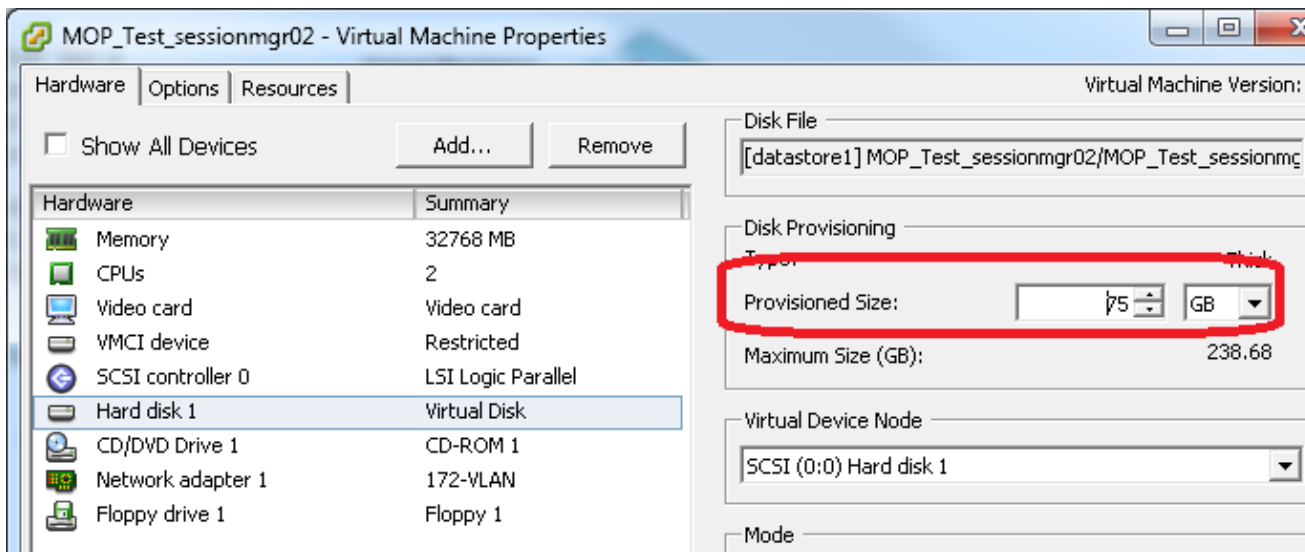 MOP_Test_sessionmgr02 - Virtual Machine Properties
Hardware Options Resources
Virtual Machine Version:
Show All Devices
Add...
Remove
Hardware Summary
Memory 32768 MB
CPUs 2
Video card Video card
VMCI device Restricted
SCSI controller 0 LSI Logic Parallel
Hard disk 1 Virtual Disk
CD/DVD Drive 1 CD-ROM 1
Network adapter 1 172-VLAN
Floppy drive 1 Floppy 1
Disk File
[datastore1] MOP_Test_sessionmgr02/MOP_Test_sessionmg
Disk Provisioning
Type: Thick
Provisioned Size: 75 GB
Maximum Size (GB): 238.68
Virtual Device Node
SCSI (0:0) Hard disk 1
Mode